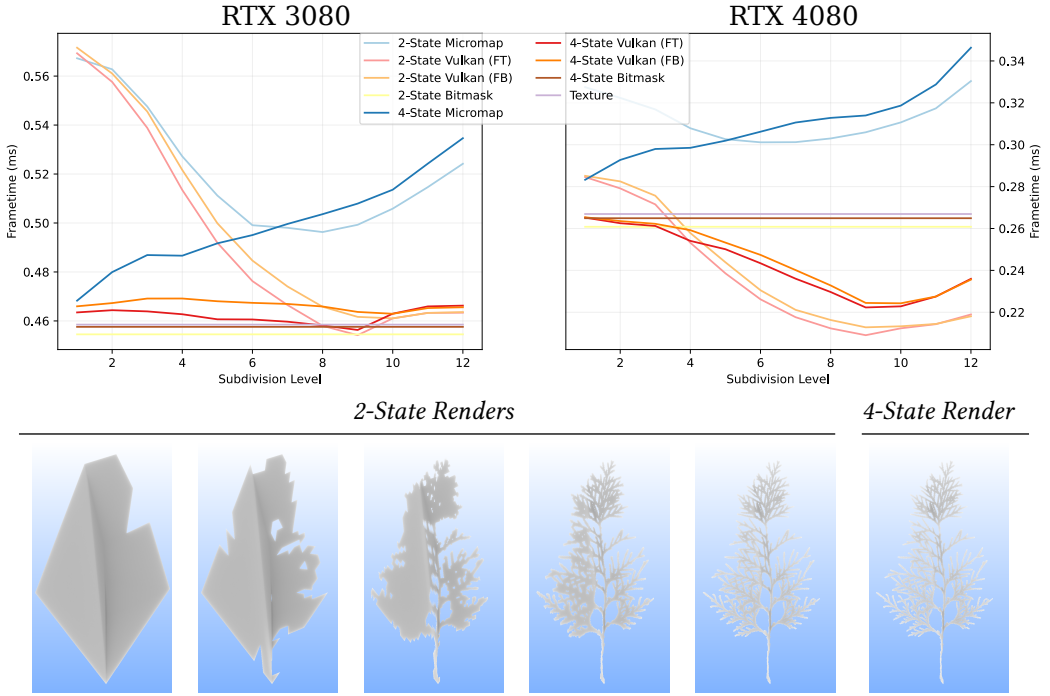 RTX 3080
RTX 4080
2-State Micromap
2-State Vulkan (FT)
2-State Vulkan (FB)
2-State Bitmask
4-State Micromap
4-State Vulkan (FT)
4-State Vulkan (FB)
4-State Bitmask
Texture
Frametime (ms)
0.56
0.54
0.52
0.50
0.48
0.46
2
4
6
8
10
12
Subdivision Level
0.34
0.32
0.30
0.28
0.26
0.24
0.22
Frametime (ms)
2
4
6
8
10
12
Subdivision Level
2-State Renders
4-State Render